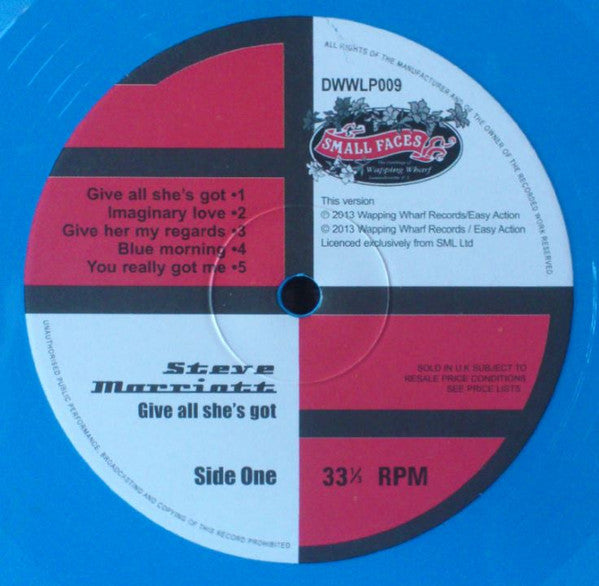 ALL RIGHTS OF THE MANUFACTURER AND OF THE OWNER OF THE RECORDED WORK RESERVED
DWWLP009
SMALL FACES
Wapping Wharf
This version
℗ 2013 Wapping Wharf Records/Easy Action
© 2013 Wapping Wharf Records / Easy Action
Licenced exclusively from SML Ltd
Give all she's got •1
Imaginary love •2
Give her my regards •3
Blue morning •4
You really got me •5
Steve
Marriott
Give all she's got
Side One
SOLD IN U.K SUBJECT TO
RESALE PRICE CONDITIONS
SEE PRICE LISTS
33⅓ RPM
UNAUTHORISED PUBLIC PERFORMANCE, BROADCASTING AND COPYING OF THIS RECORD PROHIBITED